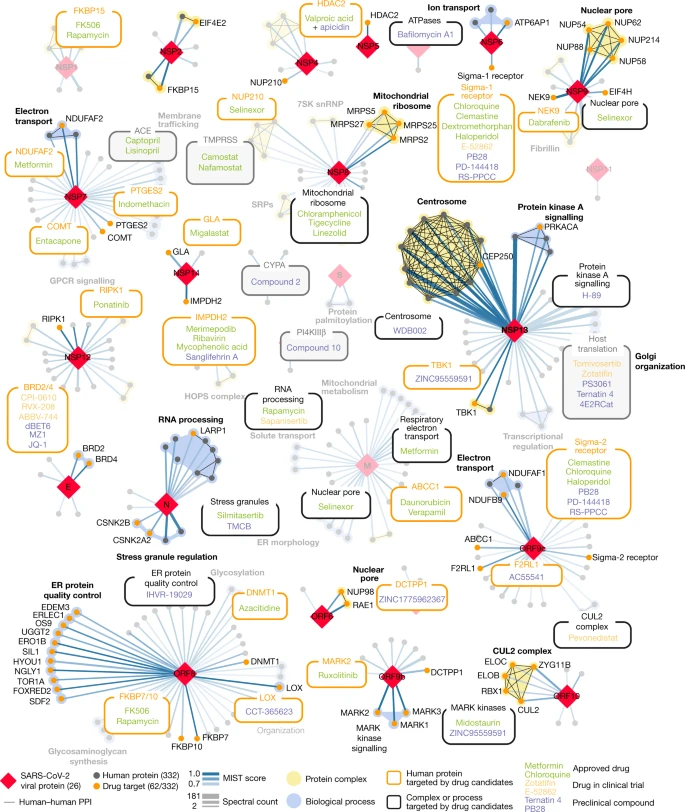 FKBP15
FK506
Rapamycin
NSP1
NSP2
EIF4E2
FKBP15
HDAC2
Valproic acid
+ apicidin
HDAC2
NSP4
NSP5
NUP210
ATPases
Bafilomycin A1
Ion transport
ATP6AP1
NSP6
Sigma-1 receptor
Nuclear pore
NUP54
NUP62
NUP214
NUP88
NUP58
NSP9
NEK9
EIF4H
Nuclear pore
Selinexor
NEK9
Dabrafenib
Fibrillin
NSP11
Electron
transport
NDUFAF2
NDUFAF2
Metformin
Membrane
trafficking
ACE
Captopril
Lisinopril
NSP7
PTGES2
Indomethacin
PTGES2
COMT
COMT
Entacapone
NUP210
Selinexor
7SK snRNP
TMPRSS
Camostat
Nafamostat
Mitochondrial
ribosome
MRPS5
MRPS27
MRPS25
MRPS2
NSP8
SRPs
Mitochondrial
ribosome
Chloramphenicol
Tigecycline
Linezolid
Sigma-1
receptor
Chloroquine
Clemastine
Dextromethorphan
Haloperidol
E-52862
PB28
PD-144418
RS-PPCC
Centrosome
CEP250
Protein kinase A
signalling
PRKACA
Protein
kinase A
signalling
H-89
NSP13
Centrosome
WDB002
TBK1
ZINC95559591
TBK1
Host
translation
Tomivosertib
Zotatifin
PS3061
Ternatin 4
4E2RCat
Golgi
organization
Transcriptional
regulation
GLA
Migalastat
GLA
NSP14
IMPDH2
IMPDH2
Merimepodib
Ribavirin
Mycophenolic acid
Sanglifehrin A
CYPA
Compound 2
S
Protein
palmitoylation
PI4KIIIβ
Compound 10
GPCR signalling
RIPK1
Ponatinib
RIPK1
NSP12
HOPS complex
BRD2/4
CPI-0610
RVX-208
ABBV-744
dBET6
MZ1
JQ-1
BRD2
BRD4
E
RNA
processing
Rapamycin
Sapanisertib
Solute transport
Mitochondrial
metabolism
RNA processing
LARP1
N
CSNK2B
CSNK2A2
Stress granules
Silmitasertib
TMCB
Stress granule regulation
Nuclear pore
Selinexor
M
ER morphology
Respiratory
electron
transport
Metformin
ABCC1
Daunorubicin
Verapamil
Electron
transport
NDUFAF1
NDUFB9
ABCC1
F2RL1
ORF9c
F2RL1
AC55541
Sigma-2 receptor
Sigma-2
receptor
Clemastine
Chloroquine
Haloperidol
PB28
PD-144418
RS-PPCC
CUL2
complex
Pevonedistat
ER protein
quality control
EDEM3
ERLEC1
OS9
UGGT2
ERO1B
SIL1
HYOU1
NGLY1
TOR1A
FOXRED2
SDF2
ER protein
quality control
IHVR-19029
Glycosylation
DNMT1
Azacitidine
ORF8
DNMT1
LOX
LOX
CCT-365623
Organization
FKBP7/10
FK506
Rapamycin
FKBP7
FKBP10
Glycosaminoglycan
synthesis
Nuclear
pore
NUP98
RAE1
ORF6
DCTPP1
ZINC1775962367
MARK2
Ruxolitinib
ORF9b
DCTPP1
MARK2
MARK3
MARK1
MARK
kinase
signalling
MARK kinases
Midostaurin
ZINC95559591
CUL2 complex
ELOC
ZYG11B
ELOB
RBX1
CUL2
ORF10
SARS-CoV-2
viral protein (26)
Human–human PPI
Human protein (332)
Drug target (62/332)
1.0
0.7
MIST score
181
2
Spectral count
Protein complex
Biological process
Human protein
targeted by drug candidates
Complex or process
targeted by drug candidates
Metformin
Chloroquine
Approved drug
Zotatifin
E-52862
Drug in clinical trial
Ternatin 4
PB28
Preclinical compound